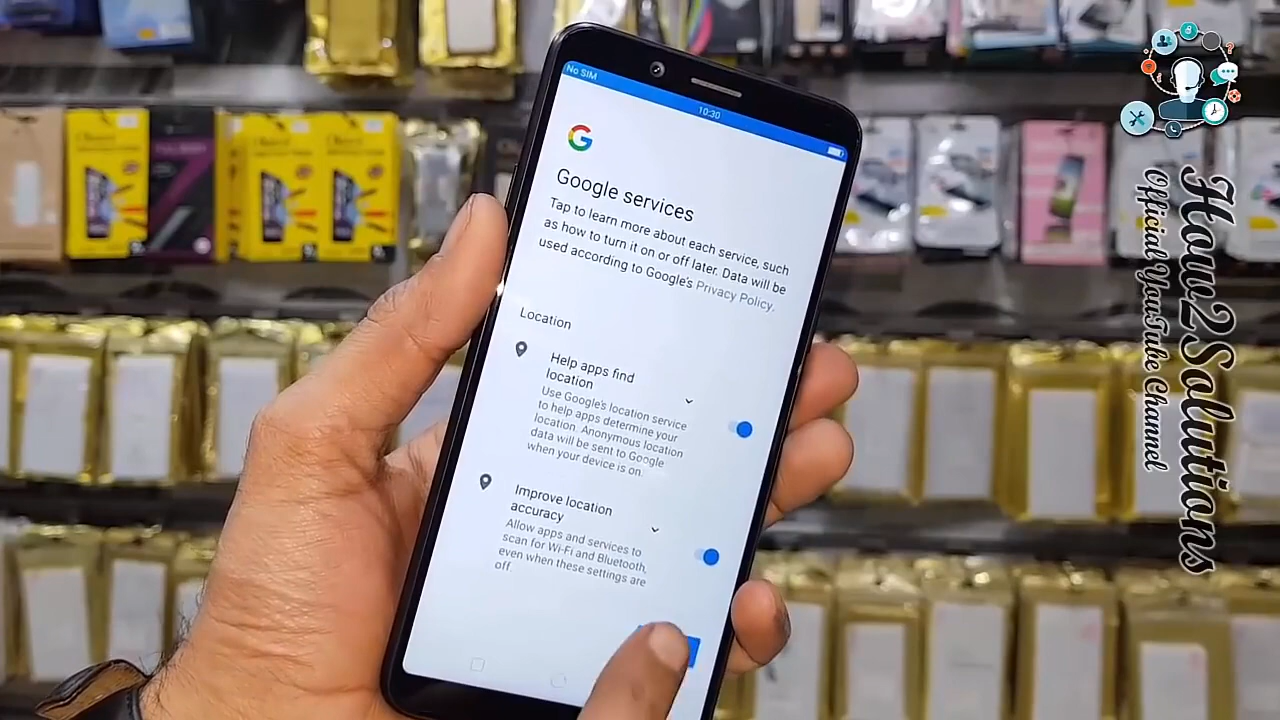 No SIM
10:30
Google services
Tap to learn more about each service, such
as how to turn it on or off later. Data will be
used according to Google's Privacy Policy.
Location
Help apps find
location
Use Google's location service
to help apps determine your
location. Anonymous location
data will be sent to Google
when your device is on.
Improve location
accuracy
Allow apps and services to
scan for Wi-Fi and Bluetooth,
even when these settings are
off.
How2Solutions
Official YouTube Channel